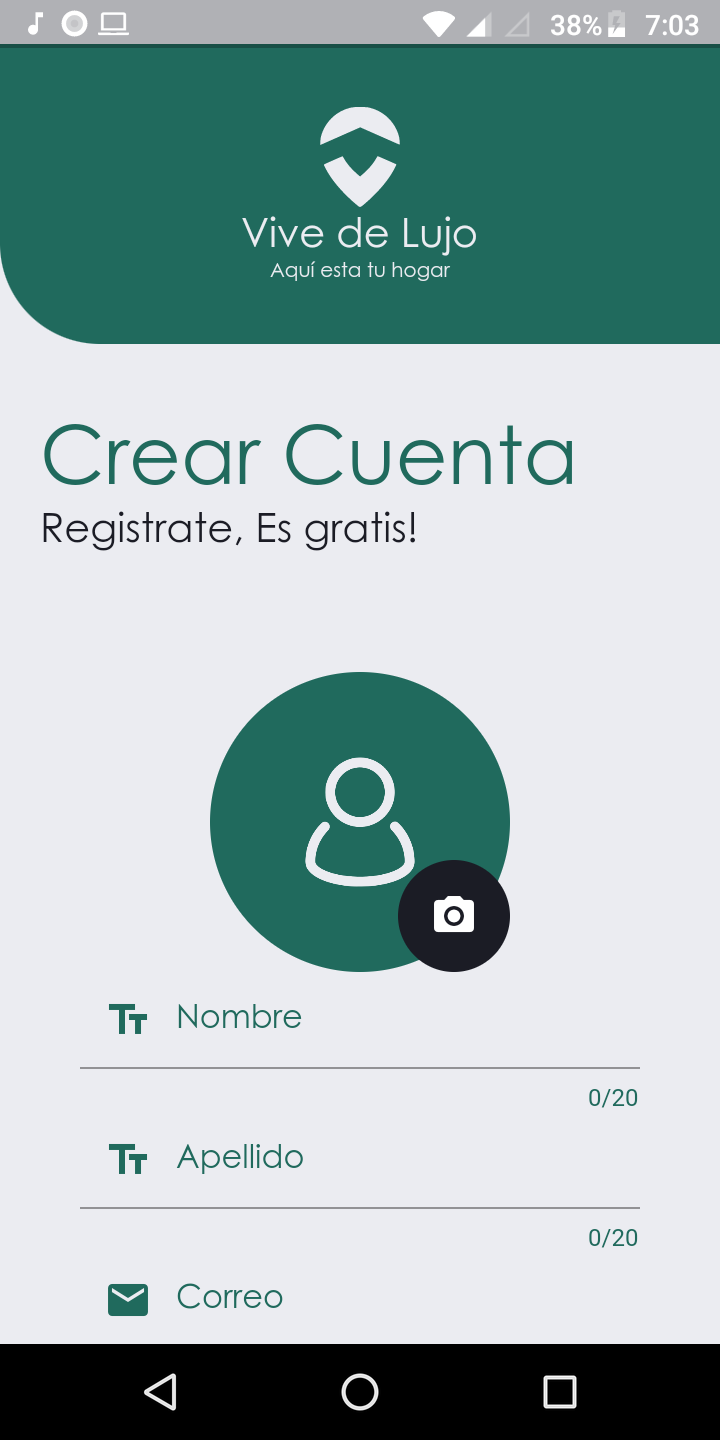 38% 7:03
Vive de Lujo
Aquí esta tu hogar
Crear Cuenta
Registrate, Es gratis!
Nombre
0/20
Apellido
0/20
Correo